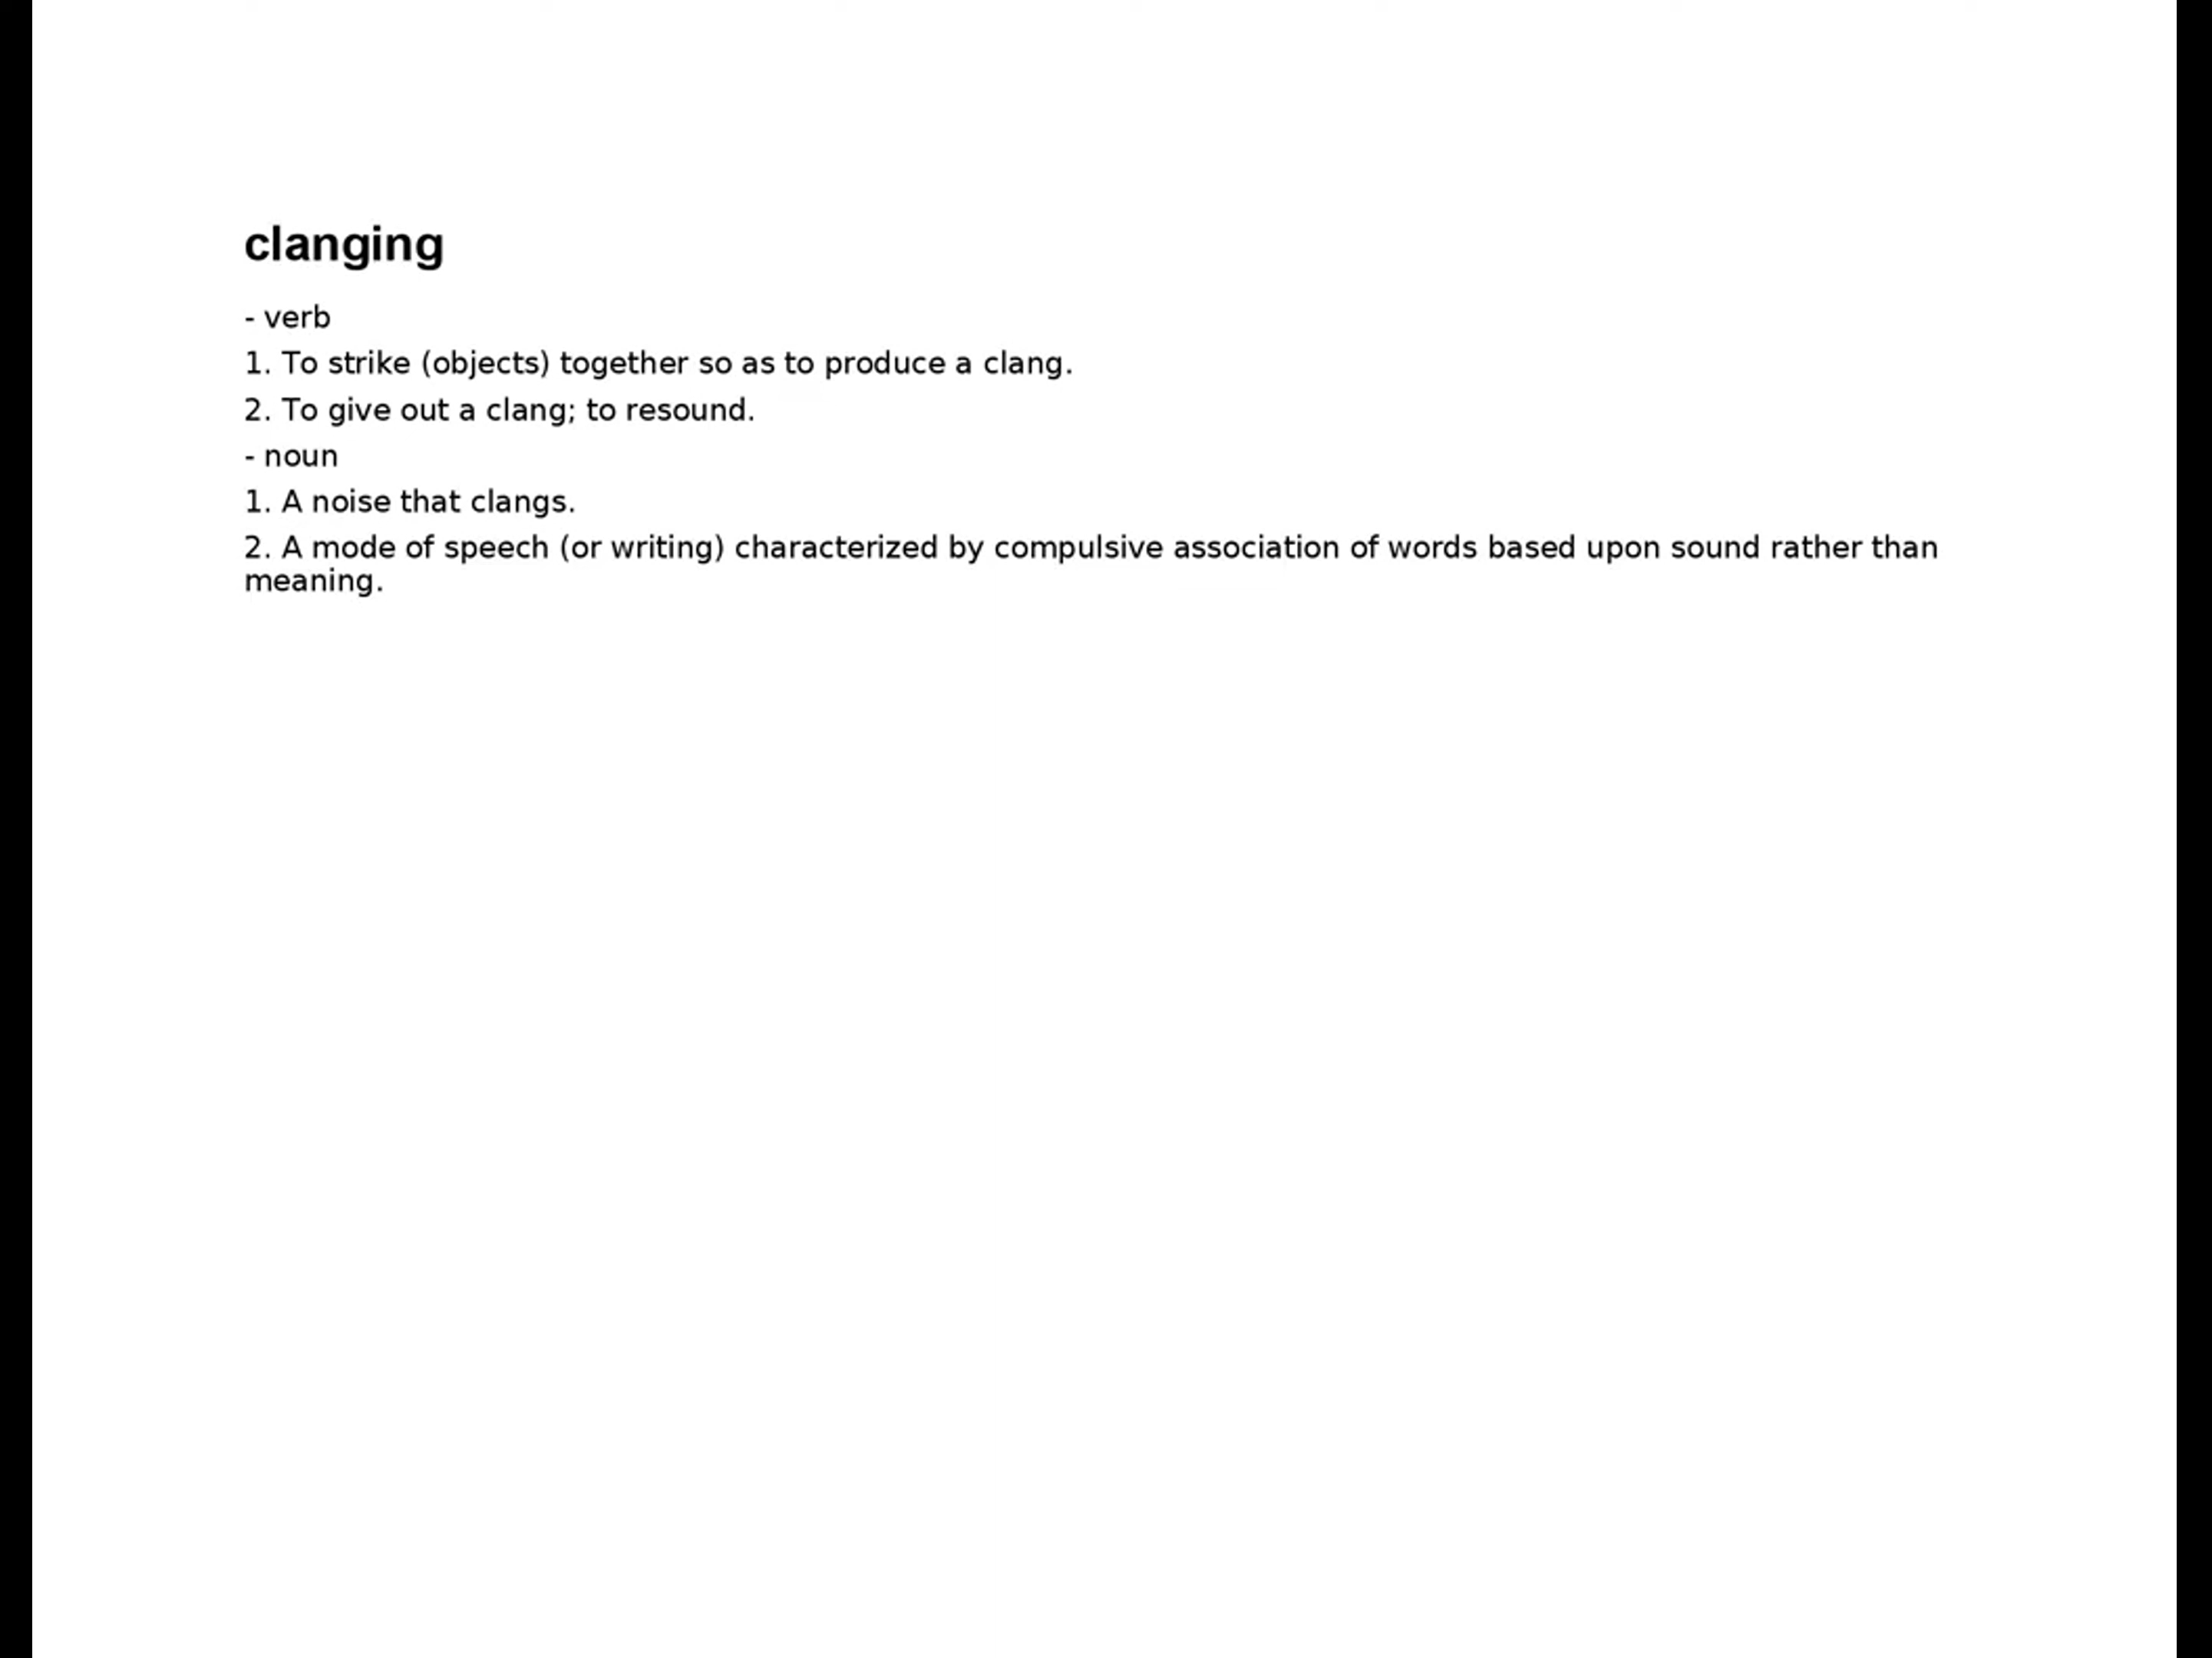 clanging
- verb
1. To strike (objects) together so as to produce a clang.
2. To give out a clang; to resound.
- noun
1. A noise that clangs.
2. A mode of speech (or writing) characterized by compulsive association of words based upon sound rather than
meaning.